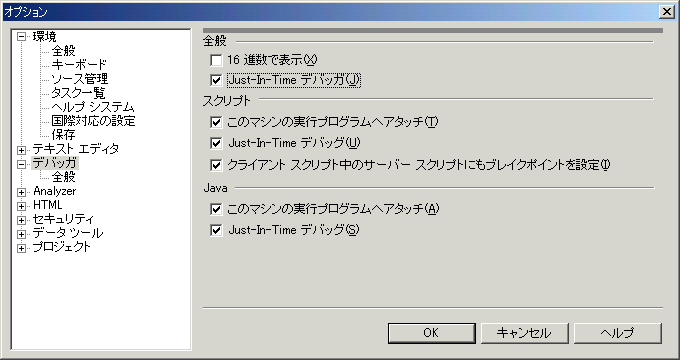 オプション
環境
全般
キーボード
ソース管理
タスク一覧
ヘルプ システム
国際対応の設定
保存
テキスト エディタ
デバッガ
全般
Analyzer
HTML
セキュリティ
データ ツール
プロジェクト
全般
16 進数で表示(X)
Just-In-Time デバッガ(J)
スクリプト
このマシンの実行プログラムへアタッチ(T)
Just-In-Time デバッグ(U)
クライアント スクリプト中のサーバー スクリプトにもブレイクポイントを設定(I)
Java
このマシンの実行プログラムへアタッチ(A)
Just-In-Time デバッグ(S)
OK
キャンセル
ヘルプ